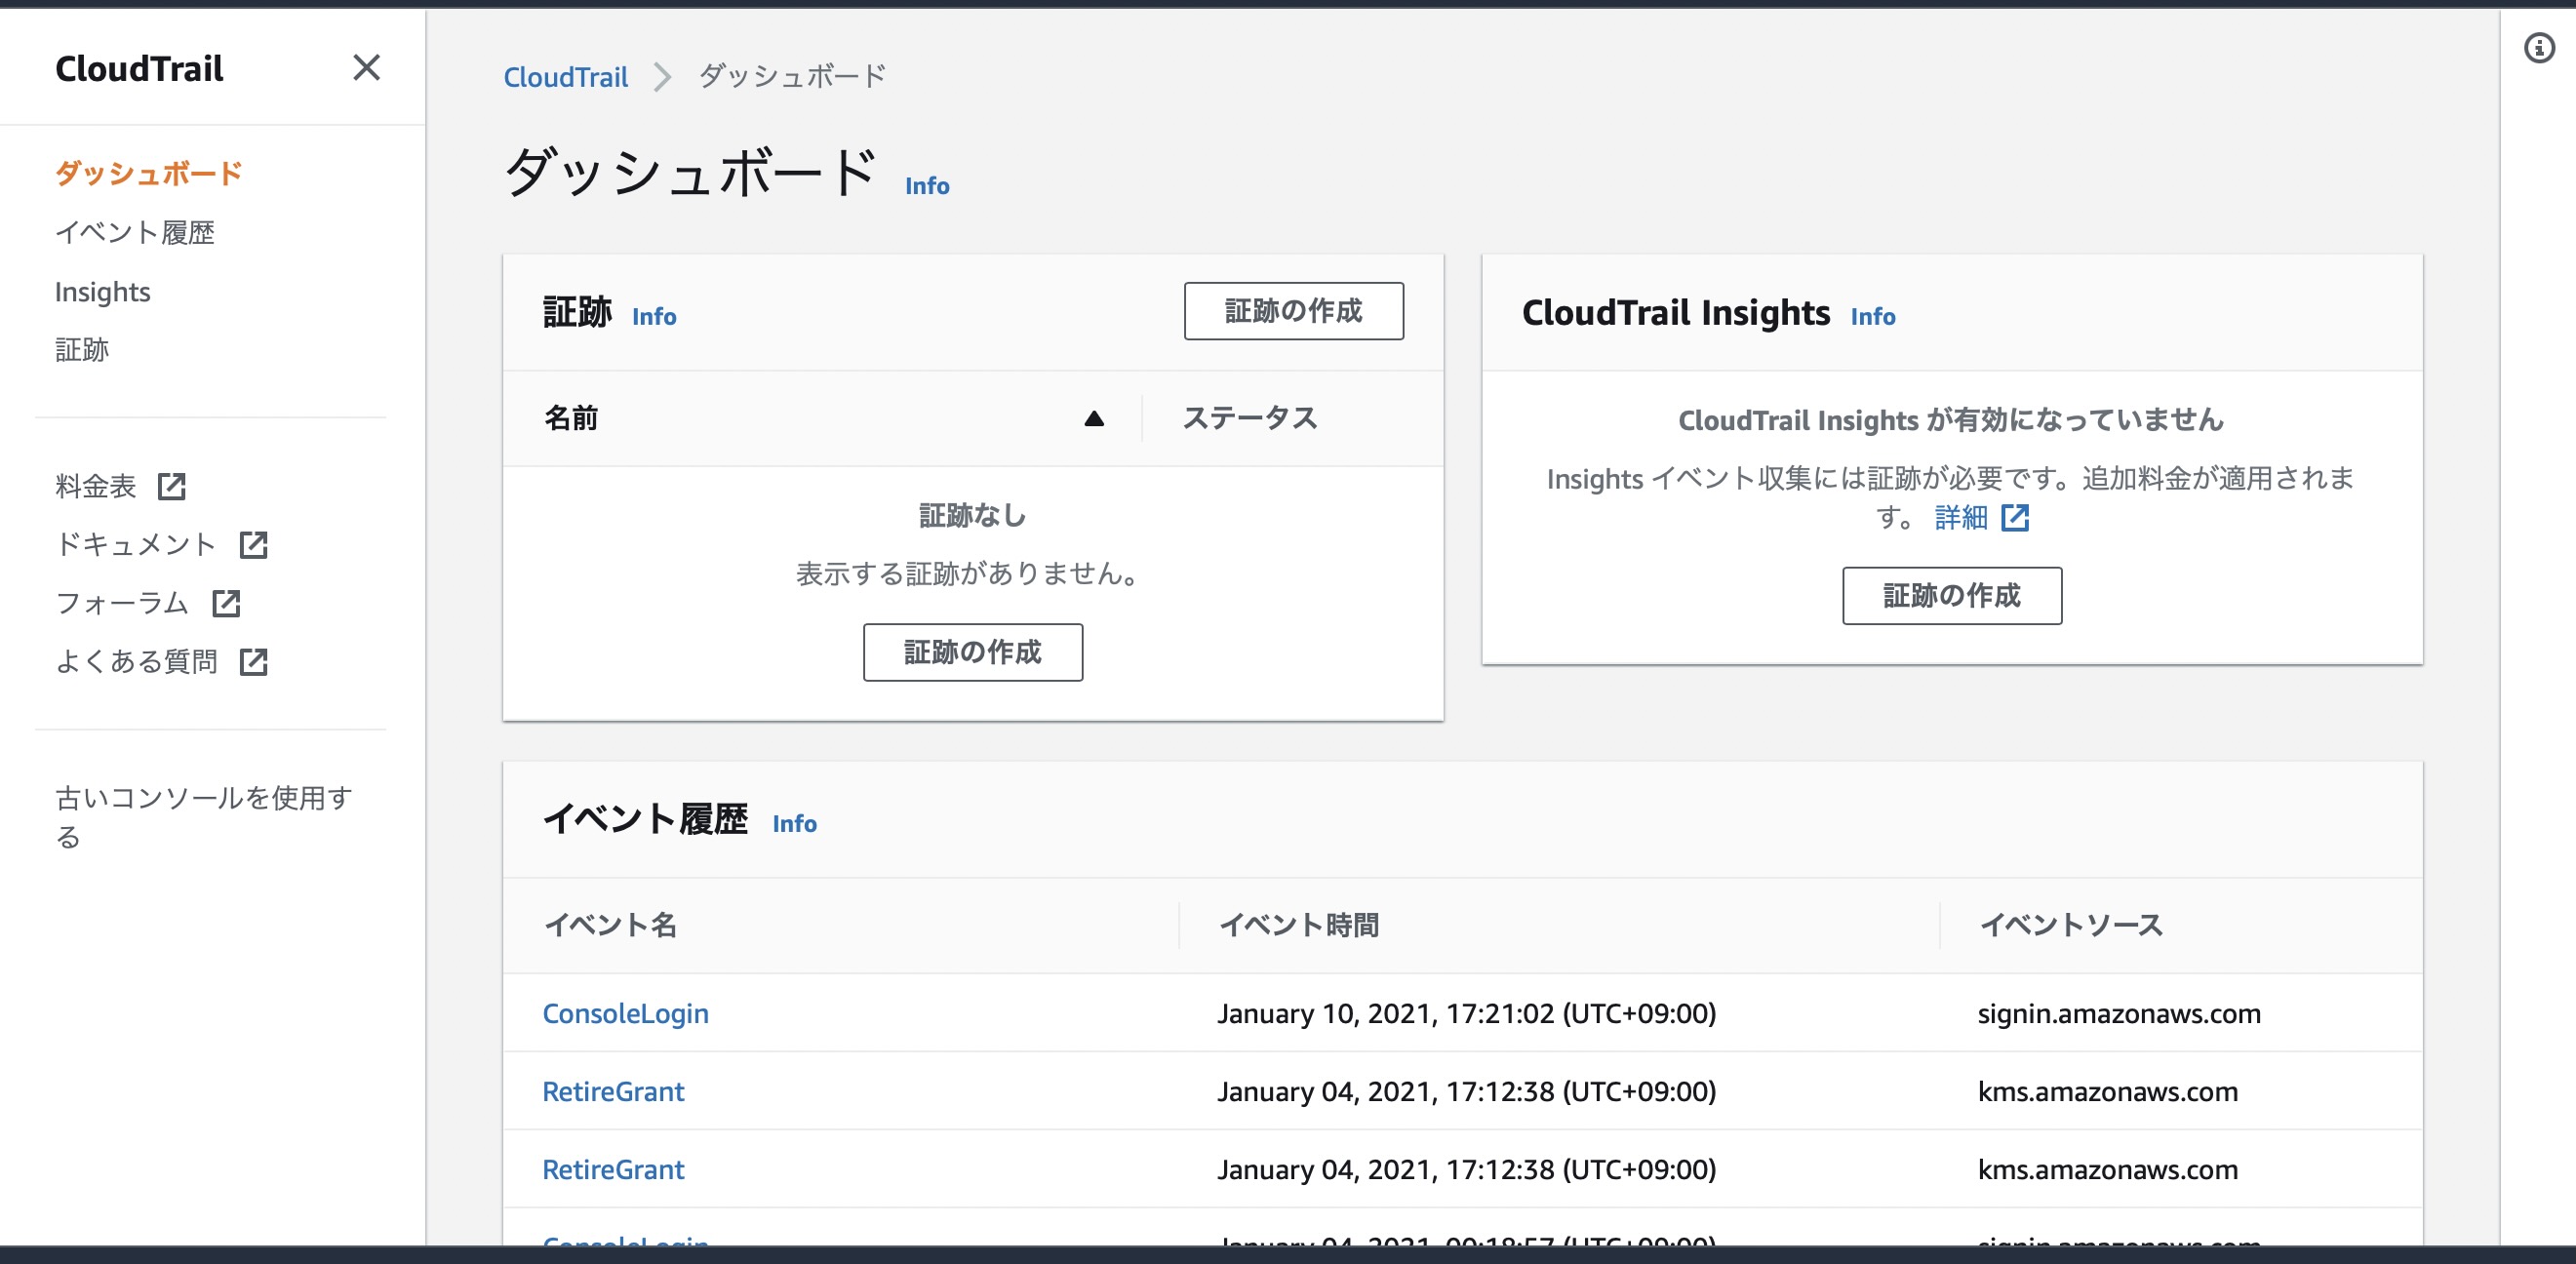 CloudTrail
ダッシュボード
イベント履歴
Insights
証跡
料金表
ドキュメント
フォーラム
よくある質問
古いコンソールを使用す
る
CloudTrail ダッシュボード
ダッシュボード Info
証跡 Info 証跡の作成
名前 ステータス
証跡なし
表示する証跡がありません。
証跡の作成
CloudTrail Insights Info
CloudTrail Insights が有効になっていません
Insights イベント収集には証跡が必要です。追加料金が適用されま
す。 詳細
証跡の作成
イベント履歴 Info
イベント名 イベント時間 イベントソース
ConsoleLogin January 10, 2021, 17:21:02 (UTC+09:00) signin.amazonaws.com
RetireGrant January 04, 2021, 17:12:38 (UTC+09:00) kms.amazonaws.com
RetireGrant January 04, 2021, 17:12:38 (UTC+09:00) kms.amazonaws.com
ConsoleLogin January 04, 2021, (UTC+09:00) signin.amazonaws.com